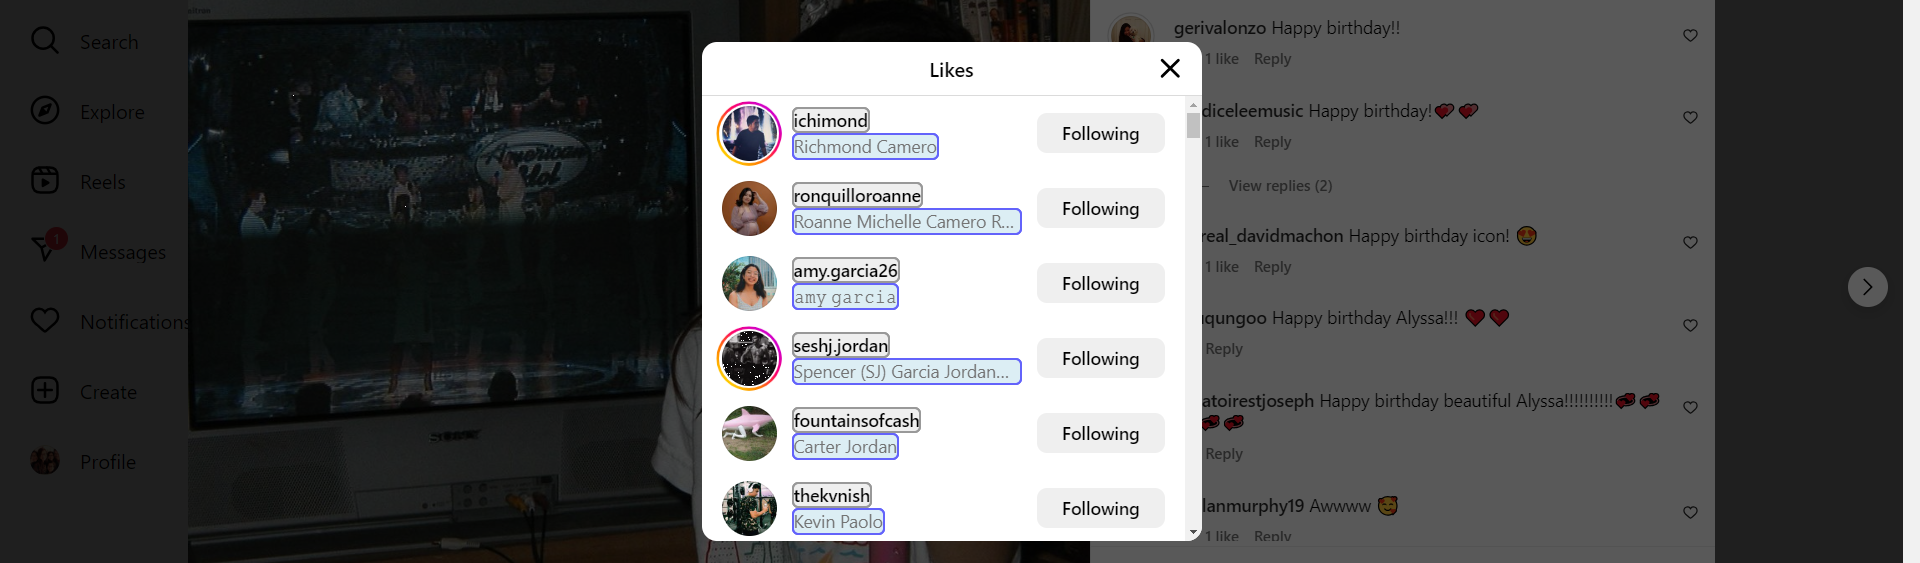 Search
Explore
Reels
1
Messages
Notifications
Create
Profile
American
Idol
Likes
ichimond
Richmond Camero
Following
ronquilloroanne
Roanne Michelle Camero R...
Following
amy.garcia26
amy garcia
Following
seshj.jordan
Spencer (SJ) Garcia Jordan...
Following
fountainsofcash
Carter Jordan
Following
thekvnish
Kevin Paolo
Following
gerivalonzo Happy birthday!!
1 like Reply
diceleemusic Happy birthday!💕💕
1 like Reply
View replies (2)
real_davidmachon Happy birthday icon! 😍
1 like Reply
qungoo Happy birthday Alyssa!!! ❤️❤️
Reply
atoirestjoseph Happy birthday beautiful Alyssa!!!!!!!!!!💞💞
💞💞
Reply
lanmurphy19 Awwww 🥰
1 like Reply